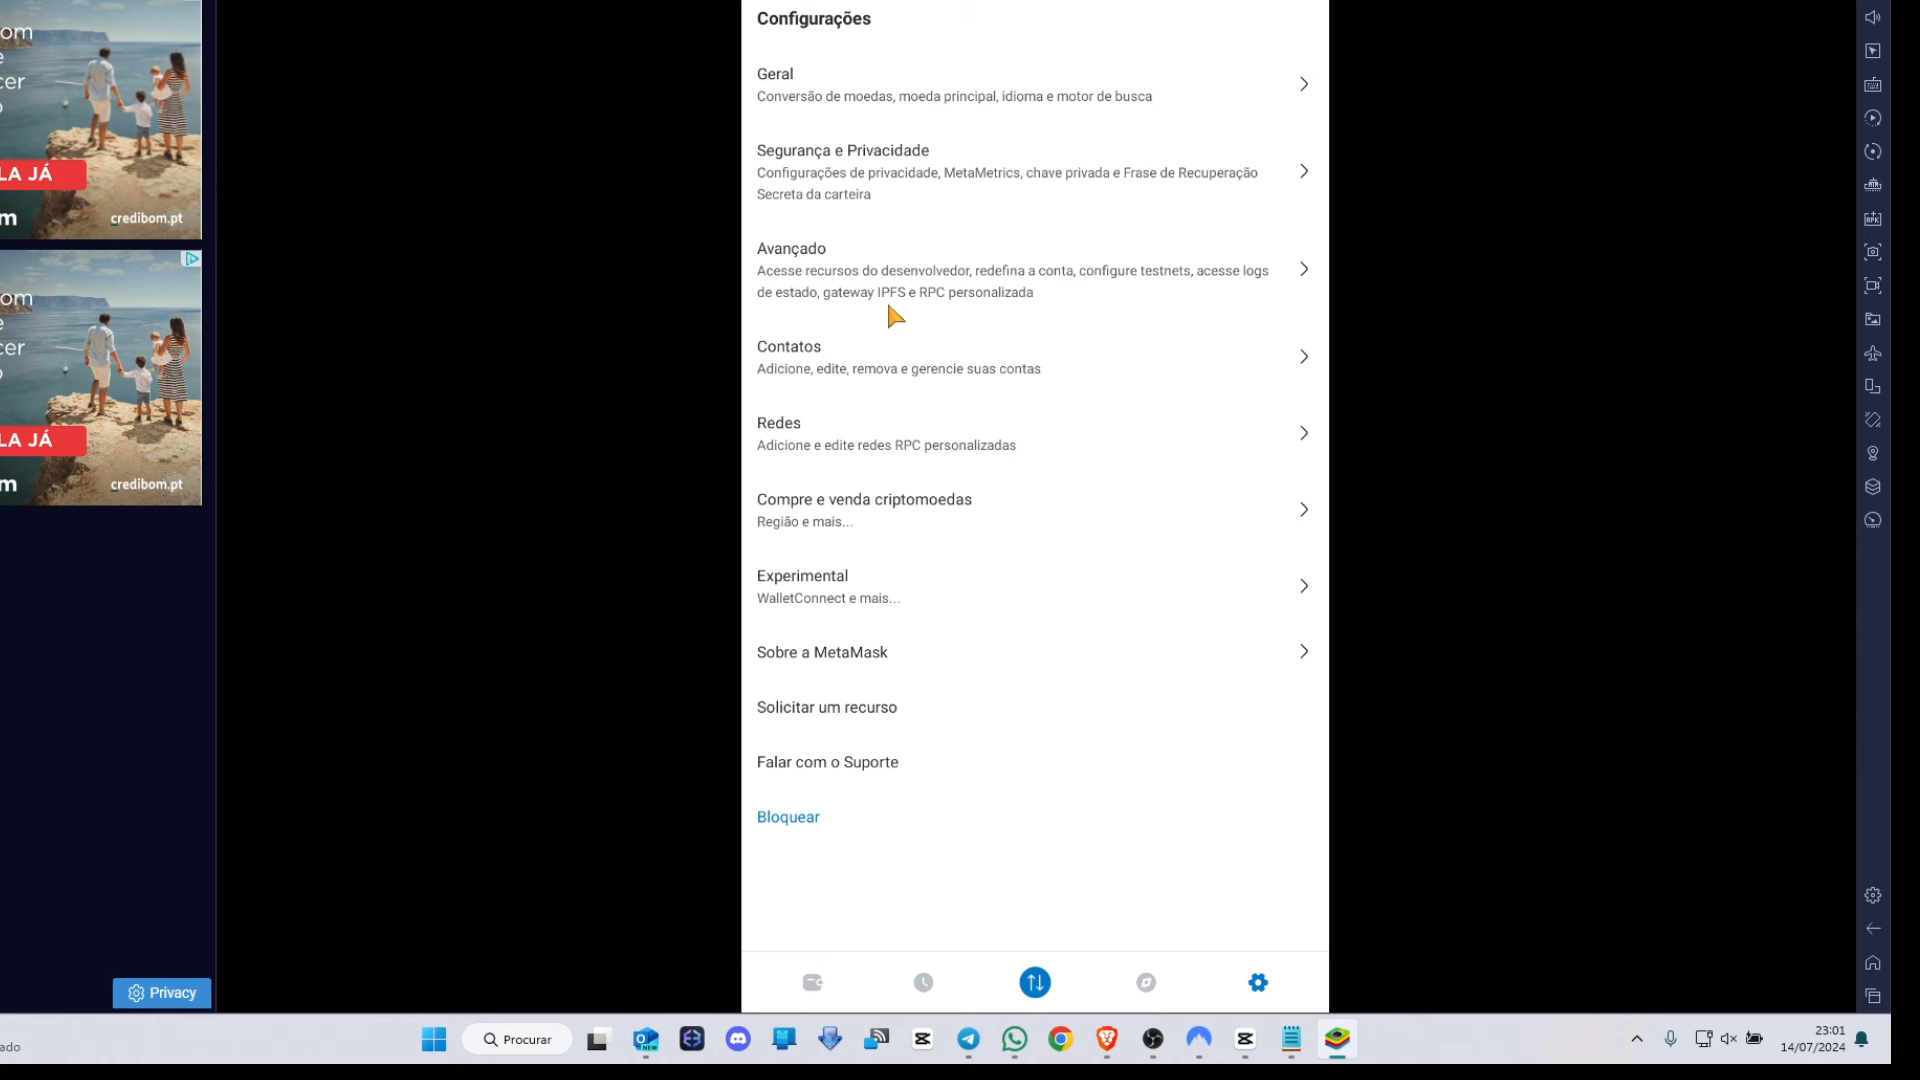 om
e
cer
LA JÁ
m
credibom.pt
om
e
cer
LA JÁ
m
credibom.pt
Privacy
Configurações
Geral
Conversão de moedas, moeda principal, idioma e motor de busca
Segurança e Privacidade
Configurações de privacidade, MetaMetrics, chave privada e Frase de Recuperação
Secreta da carteira
Avançado
Acesse recursos do desenvolvedor, redefina a conta, configure testnets, acesse logs
de estado, gateway IPFS e RPC personalizada
Contatos
Adicione, edite, remova e gerencie suas contas
Redes
Adicione e edite redes RPC personalizadas
Compre e venda criptomoedas
Região e mais...
Experimental
WalletConnect e mais...
Sobre a MetaMask
Solicitar um recurso
Falar com o Suporte
Bloquear
ado
Procurar
NEW
23:01
14/07/2024